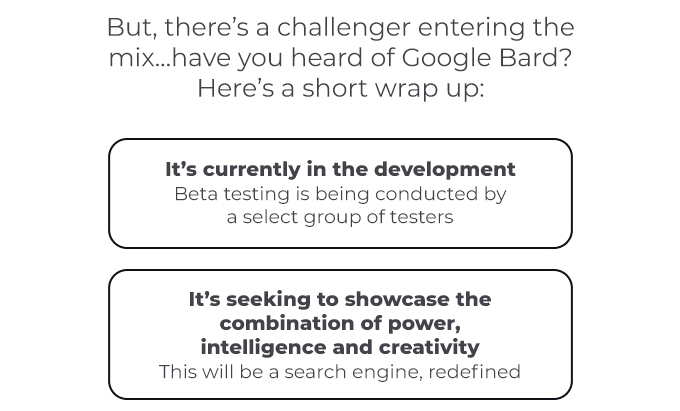 But, there’s a challenger entering the
mix...have you heard of Google Bard?
Here’s a short wrap up:
It’s currently in the development
Beta testing is being conducted by
a select group of testers
It’s seeking to showcase the
combination of power,
intelligence and creativity
This will be a search engine, redefined